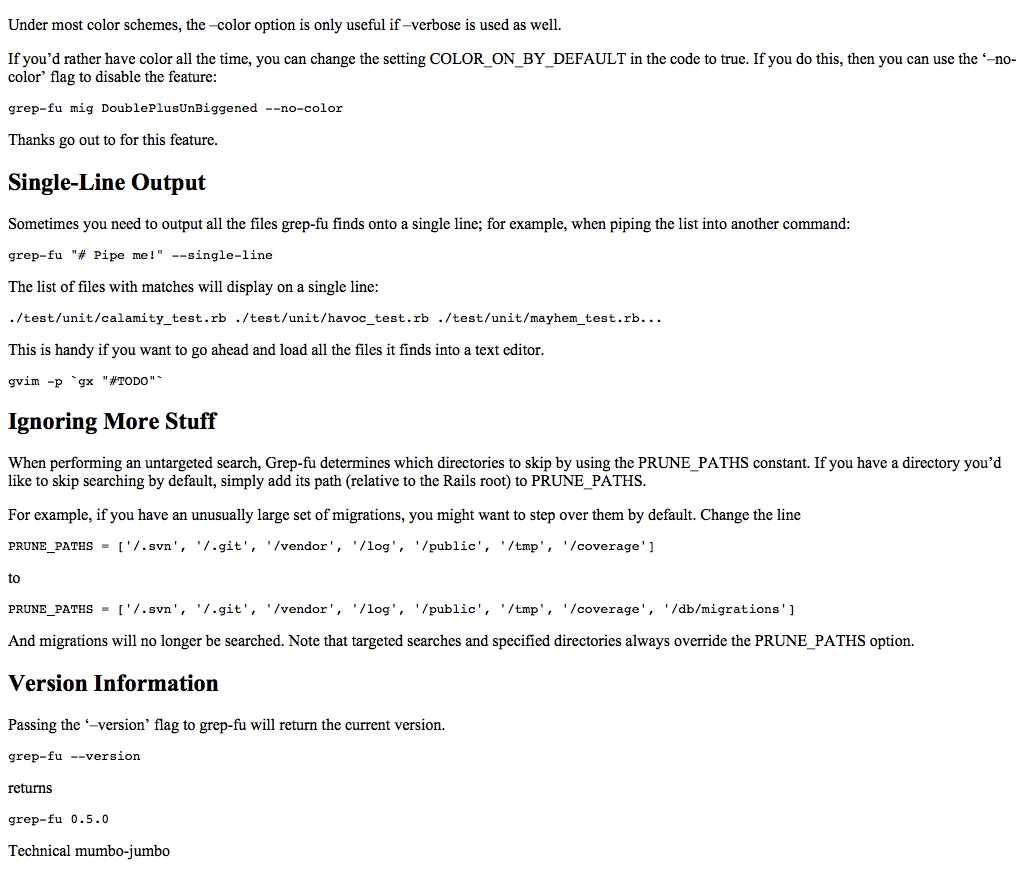 Under most color schemes, the –color option is only useful if –verbose is used as well.
If you’d rather have color all the time, you can change the setting COLOR_ON_BY_DEFAULT in the code to true. If you do this, then you can use the ‘–no-
color’ flag to disable the feature:
grep-fu mig DoublePlusUnBiggened --no-color
Thanks go out to for this feature.
Single-Line Output
Sometimes you need to output all the files grep-fu finds onto a single line; for example, when piping the list into another command:
grep-fu "# Pipe me!" --single-line
The list of files with matches will display on a single line:
./test/unit/calamity_test.rb ./test/unit/havoc_test.rb ./test/unit/mayhem_test.rb...
This is handy if you want to go ahead and load all the files it finds into a text editor.
gvim -p `gx "#TODO"`
Ignoring More Stuff
When performing an untargeted search, Grep-fu determines which directories to skip by using the PRUNE_PATHS constant. If you have a directory you’d
like to skip searching by default, simply add its path (relative to the Rails root) to PRUNE_PATHS.
For example, if you have an unusually large set of migrations, you might want to step over them by default. Change the line
PRUNE_PATHS = ['/.svn', '/.git', '/vendor', '/log', '/public', '/tmp', '/coverage']
to
PRUNE_PATHS = ['/.svn', '/.git', '/vendor', '/log', '/public', '/tmp', '/coverage', '/db/migrations']
And migrations will no longer be searched. Note that targeted searches and specified directories always override the PRUNE_PATHS option.
Version Information
Passing the ‘–version’ flag to grep-fu will return the current version.
grep-fu --version
returns
grep-fu 0.5.0
Technical mumbo-jumbo